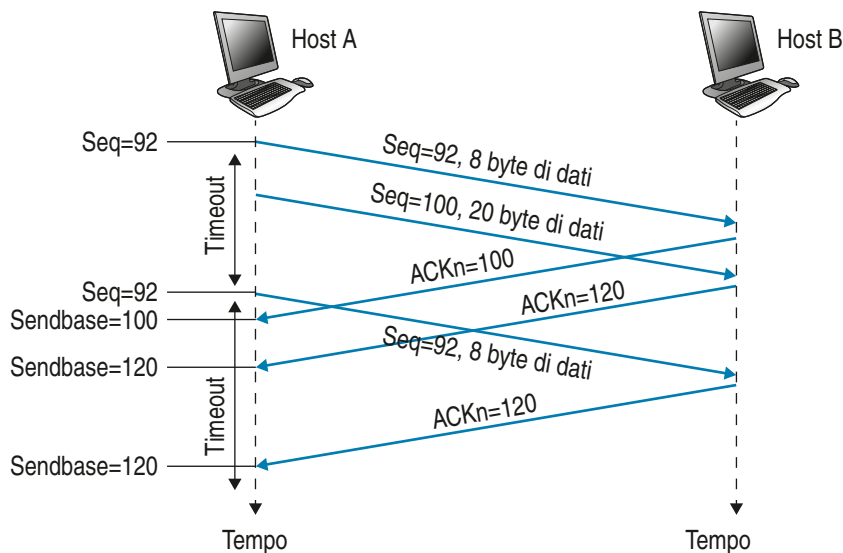 Host A
Host B
Seq=92
Seq=92, 8 byte di dati
Timeout
Seq=100, 20 byte di dati
ACKn=100
Seq=92
ACKn=120
Sendbase=100
Seq=92, 8 byte di dati
Sendbase=120
Timeout
ACKn=120
Sendbase=120
Tempo
Tempo